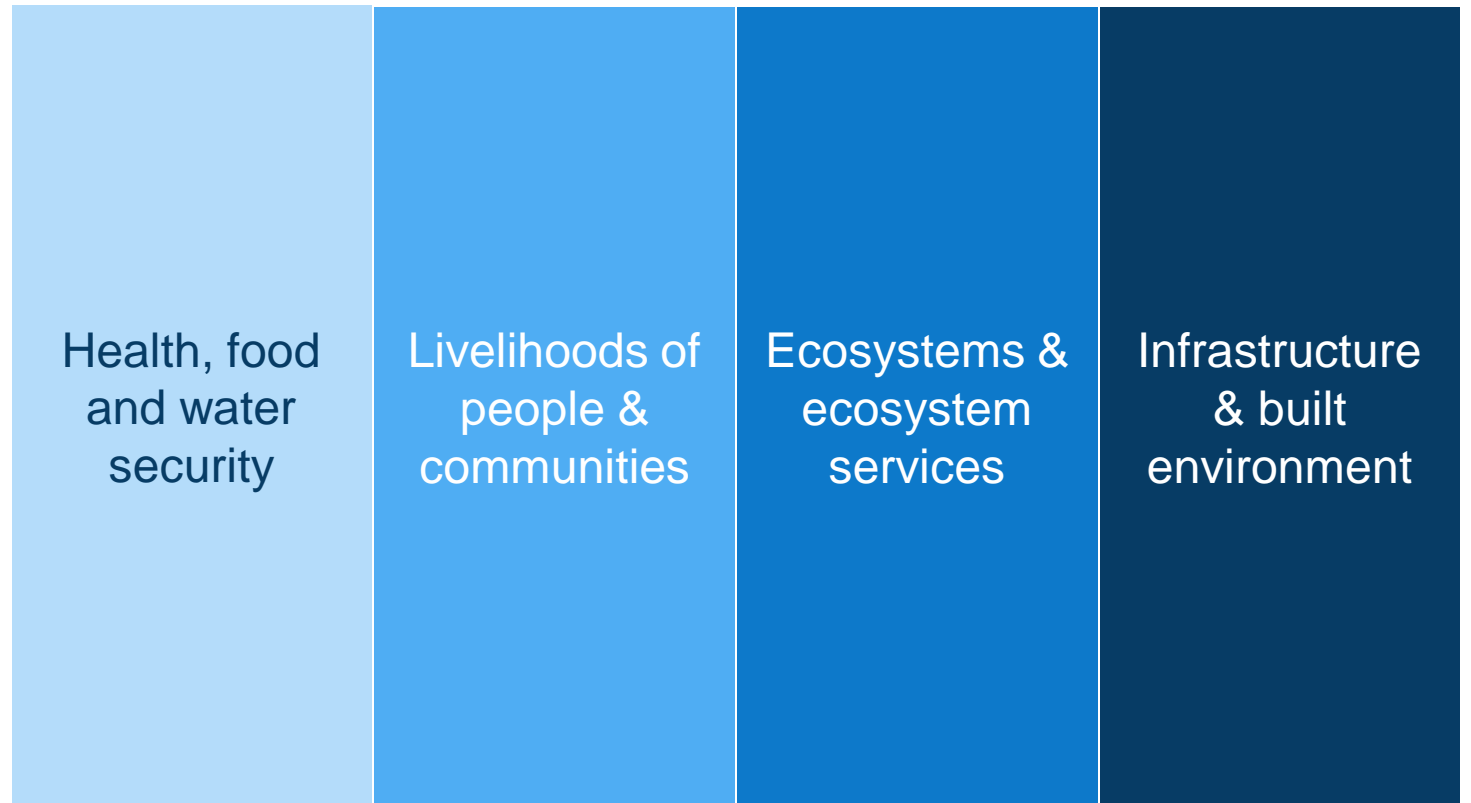 Health, food
and water
security
Livelihoods of
people &
communities
Ecosystems &
ecosystem
services
Infrastructure
& built
environment